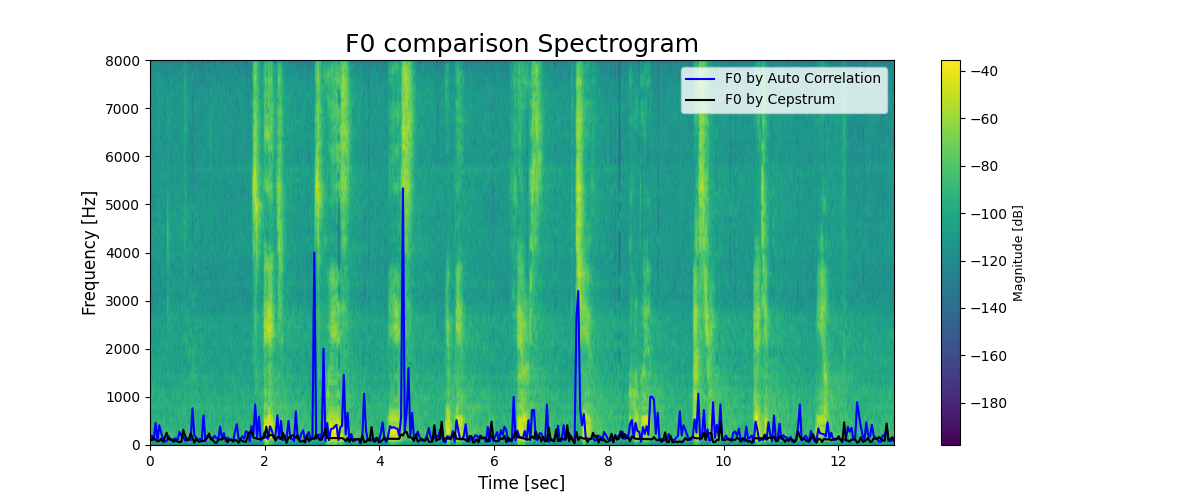 F0 comparison Spectrogram
F0 by Auto Correlation
F0 by Cepstrum
8000
7000
6000
5000
4000
3000
2000
1000
0
Frequency [Hz]
0 2 4 6 8 10 12
Time [sec]
−40
−60
−80
−100
−120
−140
−160
−180
Magnitude [dB]